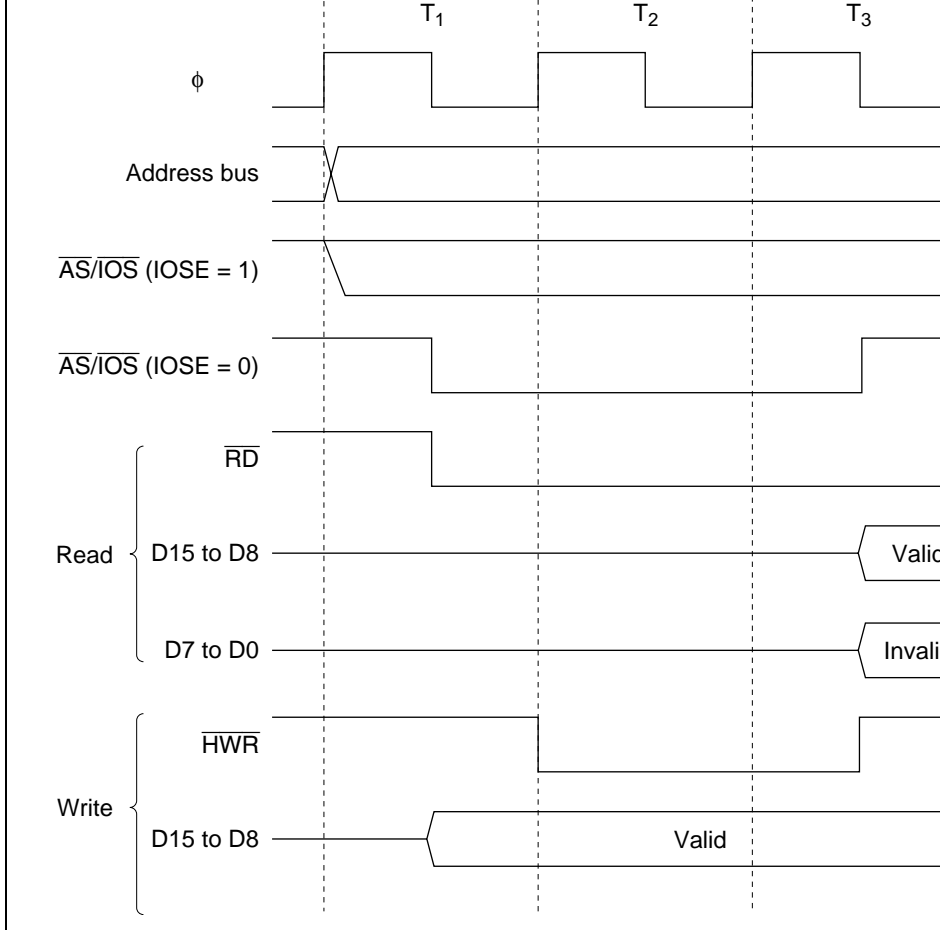 T1 T2 T3
φ
Address bus
AS/IOS (IOSE = 1)
AS/IOS (IOSE = 0)
RD
Read
D15 to D8
Valid
D7 to D0
Invali
HWR
Write
D15 to D8
Valid